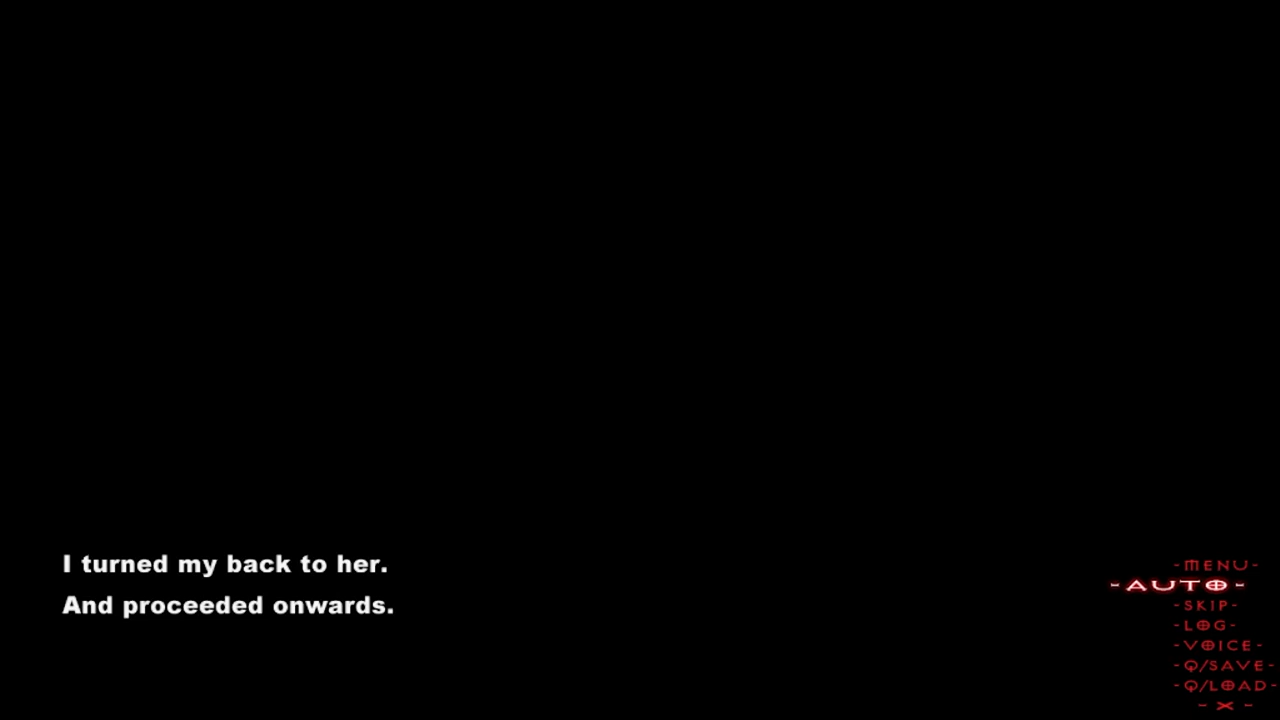 I turned my back to her.
And proceeded onwards.
-MENU-
-AUTO-
-SKIP-
-LOG-
-VOICE-
-Q/SAVE-
-Q/LOAD-
-X-